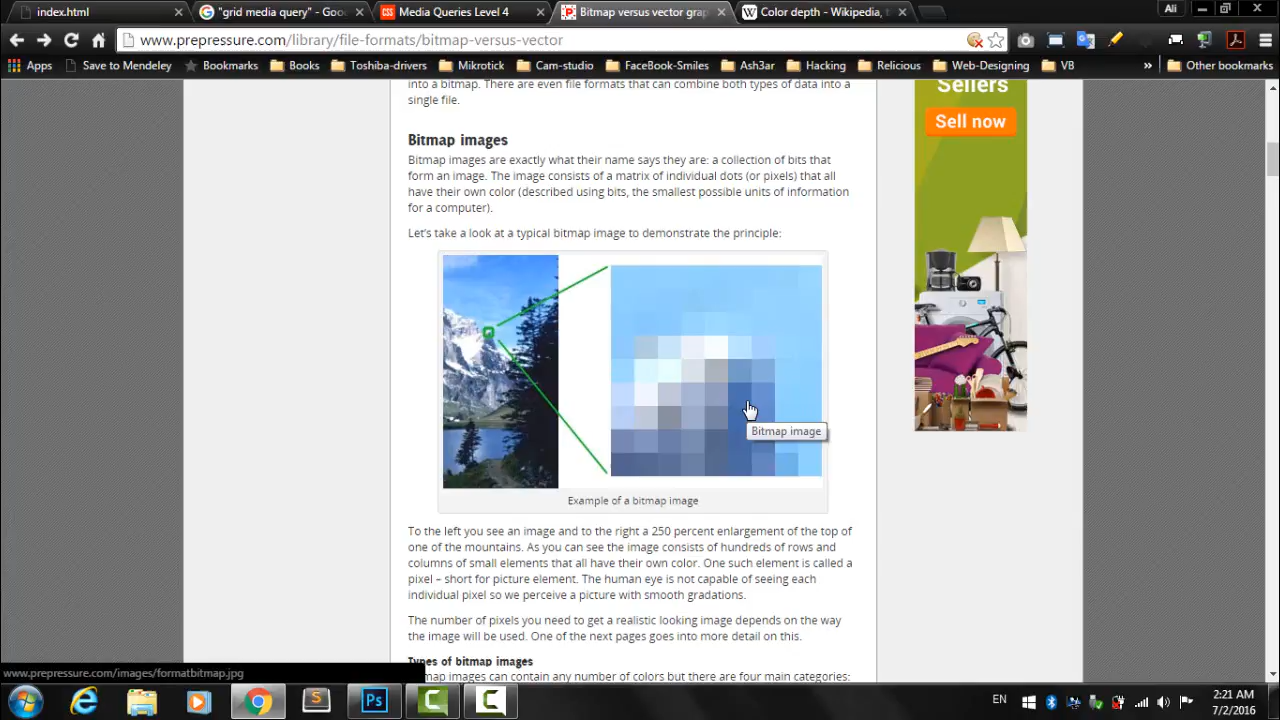 index.html
"grid media query" - Goo
Media Queries Level 4
Bitmap versus vector grap
Color depth - Wikipedia, t
Ali
www.prepressure.com/library/file-formats/bitmap-versus-vector
Apps
Save to Mendeley
Bookmarks
Books
Toshiba-drivers
Mikrotick
Cam-studio
FaceBook-Smiles
Ash3ar
Hacking
Relicious
Web-Designing
VB
»
Other bookmarks
into a bitmap. There are even file formats that can combine both types of data into a
single file.
Sellers
Sell now
Bitmap images
Bitmap images are exactly what their name says they are: a collection of bits that
form an image. The image consists of a matrix of individual dots (or pixels) that all
have their own color (described using bits, the smallest possible units of information
for a computer).
Let's take a look at a typical bitmap image to demonstrate the principle:
Bitmap image
Example of a bitmap image
To the left you see an image and to the right a 250 percent enlargement of the top of
one of the mountains. As you can see the image consists of hundreds of rows and
columns of small elements that all have their own color. One such element is called a
pixel – short for picture element. The human eye is not capable of seeing each
individual pixel so we perceive a picture with smooth gradations.
The number of pixels you need to get a realistic looking image depends on the way
the image will be used. One of the next pages goes into more detail on this.
Types of bitmap images
map images can contain any number of colors but there are four main categories:
www.prepressure.com/images/formatbitmap.jpg
EN
2:21 AM
7/2/2016